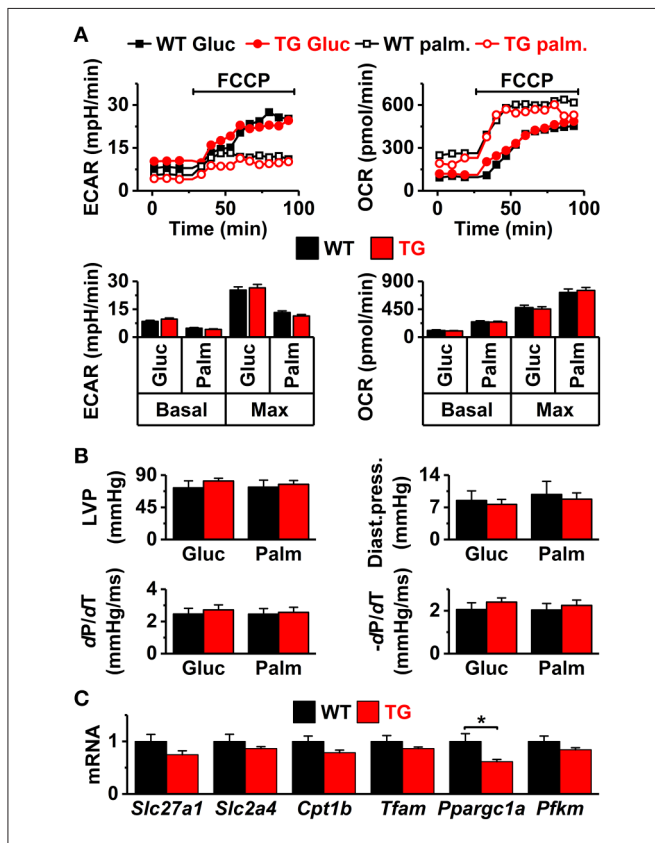 A
WT Gluc TG Gluc WT palm. TG palm.
FCCP
ECAR (mpH/min)
30
15
0
0 50 100
Time (min)
FCCP
OCR (pmol/min)
600
300
0
0 50 100
Time (min)
WT TG
ECAR (mpH/min)
30
15
0
Gluc Palm Gluc Palm
Basal Max
OCR (pmol/min)
900
450
0
Gluc Palm Gluc Palm
Basal Max
B
LVP
(mmHg)
90
45
0
Gluc Palm
Diast.press.
(mmHg)
14
7
0
Gluc Palm
dP/dT
(mmHg/ms)
4
2
0
Gluc Palm
-dP/dT
(mmHg/ms)
2
0
Gluc Palm
C
WT TG
mRNA
1
0
*
Slc27a1 Slc2a4 Cpt1b Tfam Ppargc1a Pfkm